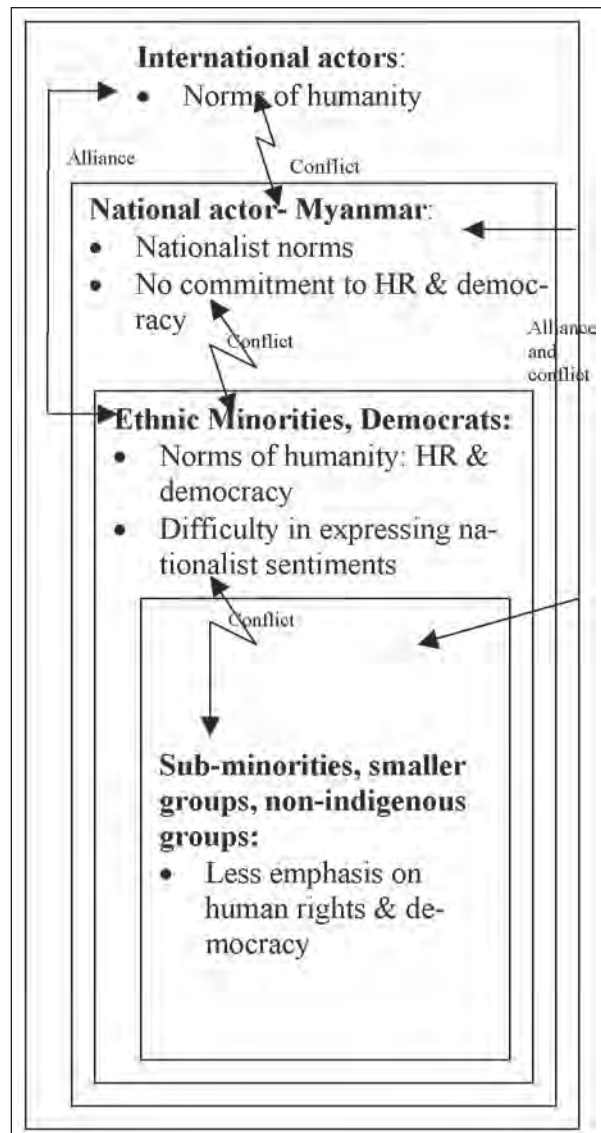 International actors:
• Norms of humanity
Alliance
Conflict
National actor- Myanmar:
• Nationalist norms
• No commitment to HR & democ-
racy
Alliance
and
conflict
Conflict
Ethnic Minorities, Democrats:
• Norms of humanity: HR &
democracy
• Difficulty in expressing na-
tionalist sentiments
Conflict
Sub-minorities, smaller
groups, non-indigenous
groups:
• Less emphasis on
human rights & de-
mocracy